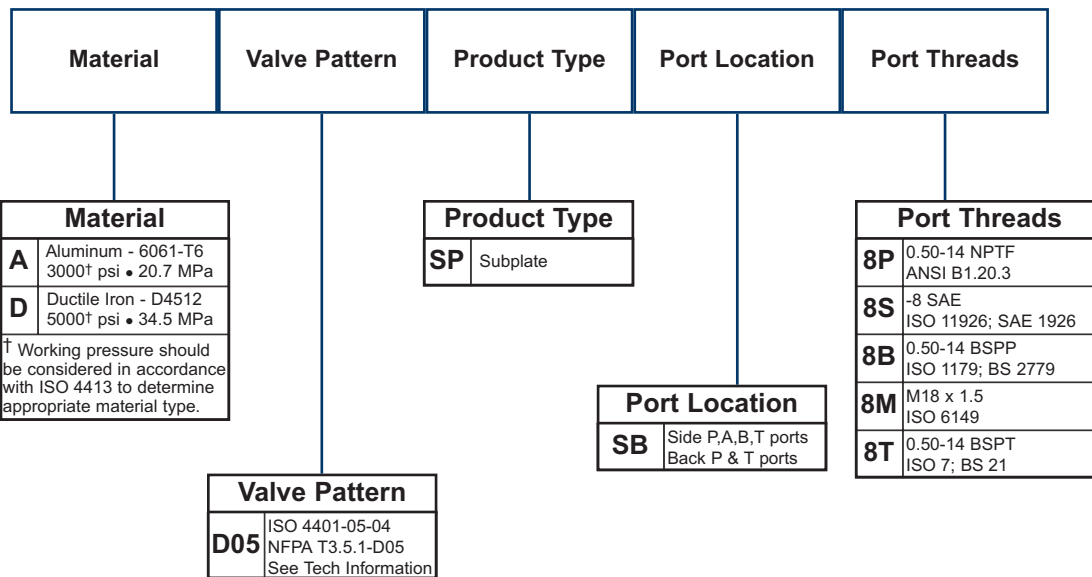 Material
Valve Pattern
Product Type
Port Location
Port Threads
Material
A
Aluminum - 6061-T6
3000† psi • 20.7 MPa
D
Ductile Iron - D4512
5000† psi • 34.5 MPa
† Working pressure should
be considered in accordance
with ISO 4413 to determine
appropriate material type.
Valve Pattern
D05
ISO 4401-05-04
NFPA T3.5.1-D05
See Tech Information
Product Type
SP
Subplate
Port Location
SB
Side P,A,B,T ports
Back P & T ports
Port Threads
8P
0.50-14 NPTF
ANSI B1.20.3
8S
-8 SAE
ISO 11926; SAE 1926
8B
0.50-14 BSPP
ISO 1179; BS 2779
8M
M18 x 1.5
ISO 6149
8T
0.50-14 BSPT
ISO 7; BS 21